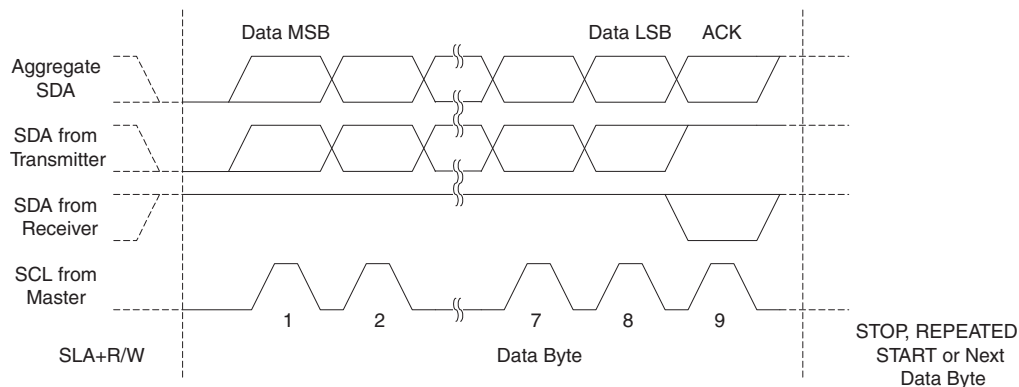 Data MSB
Data LSB
ACK
Aggregate
SDA
SDA from
Transmitter
SDA from
Receiver
SCL from
Master
1
2
7
8
9
SLA+R/W
Data Byte
STOP, REPEATED
START or Next
Data Byte